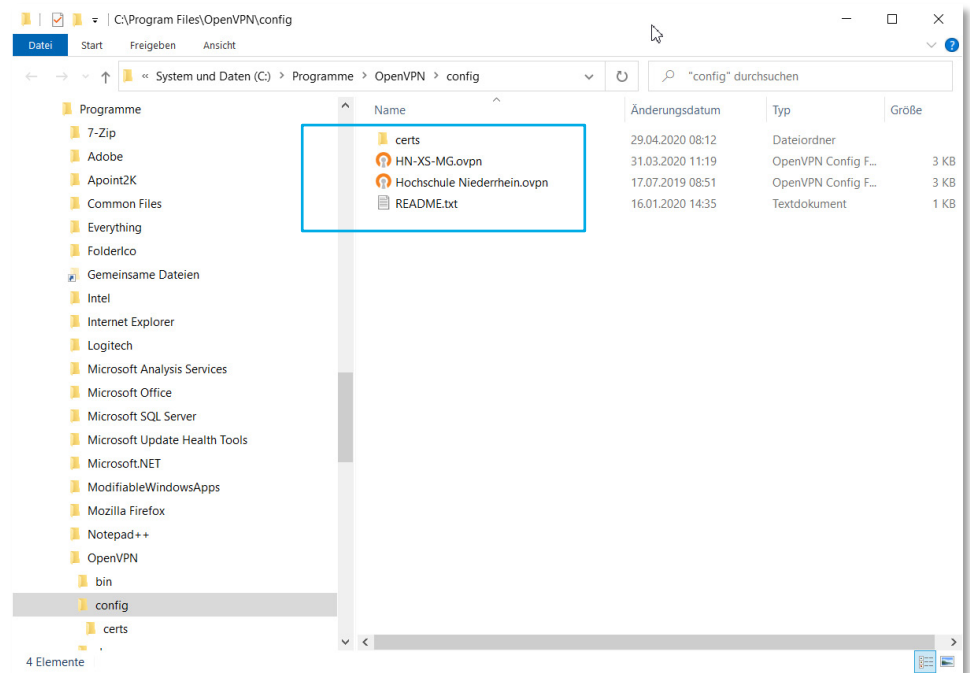 C:\Program Files\OpenVPN\config
Datei Start Freigeben Ansicht
« System und Daten (C:) > Programme > OpenVPN > config "config" durchsuchen
Programme
7-Zip
Adobe
Apoint2K
Common Files
Everything
FolderIco
Gemeinsame Dateien
Intel
Internet Explorer
Logitech
Microsoft Analysis Services
Microsoft Office
Microsoft SQL Server
Microsoft Update Health Tools
Microsoft.NET
ModifiableWindowsApps
Mozilla Firefox
Notepad++
OpenVPN
bin
config
certs
Name Änderungsdatum Typ Größe
certs 29.04.2020 08:12 Dateiordner
HN-XS-MG.ovpn 31.03.2020 11:19 OpenVPN Config F... 3 KB
Hochschule Niederrhein.ovpn 17.07.2019 08:51 OpenVPN Config F... 3 KB
README.txt 16.01.2020 14:35 Textdokument 1 KB
4 Elemente